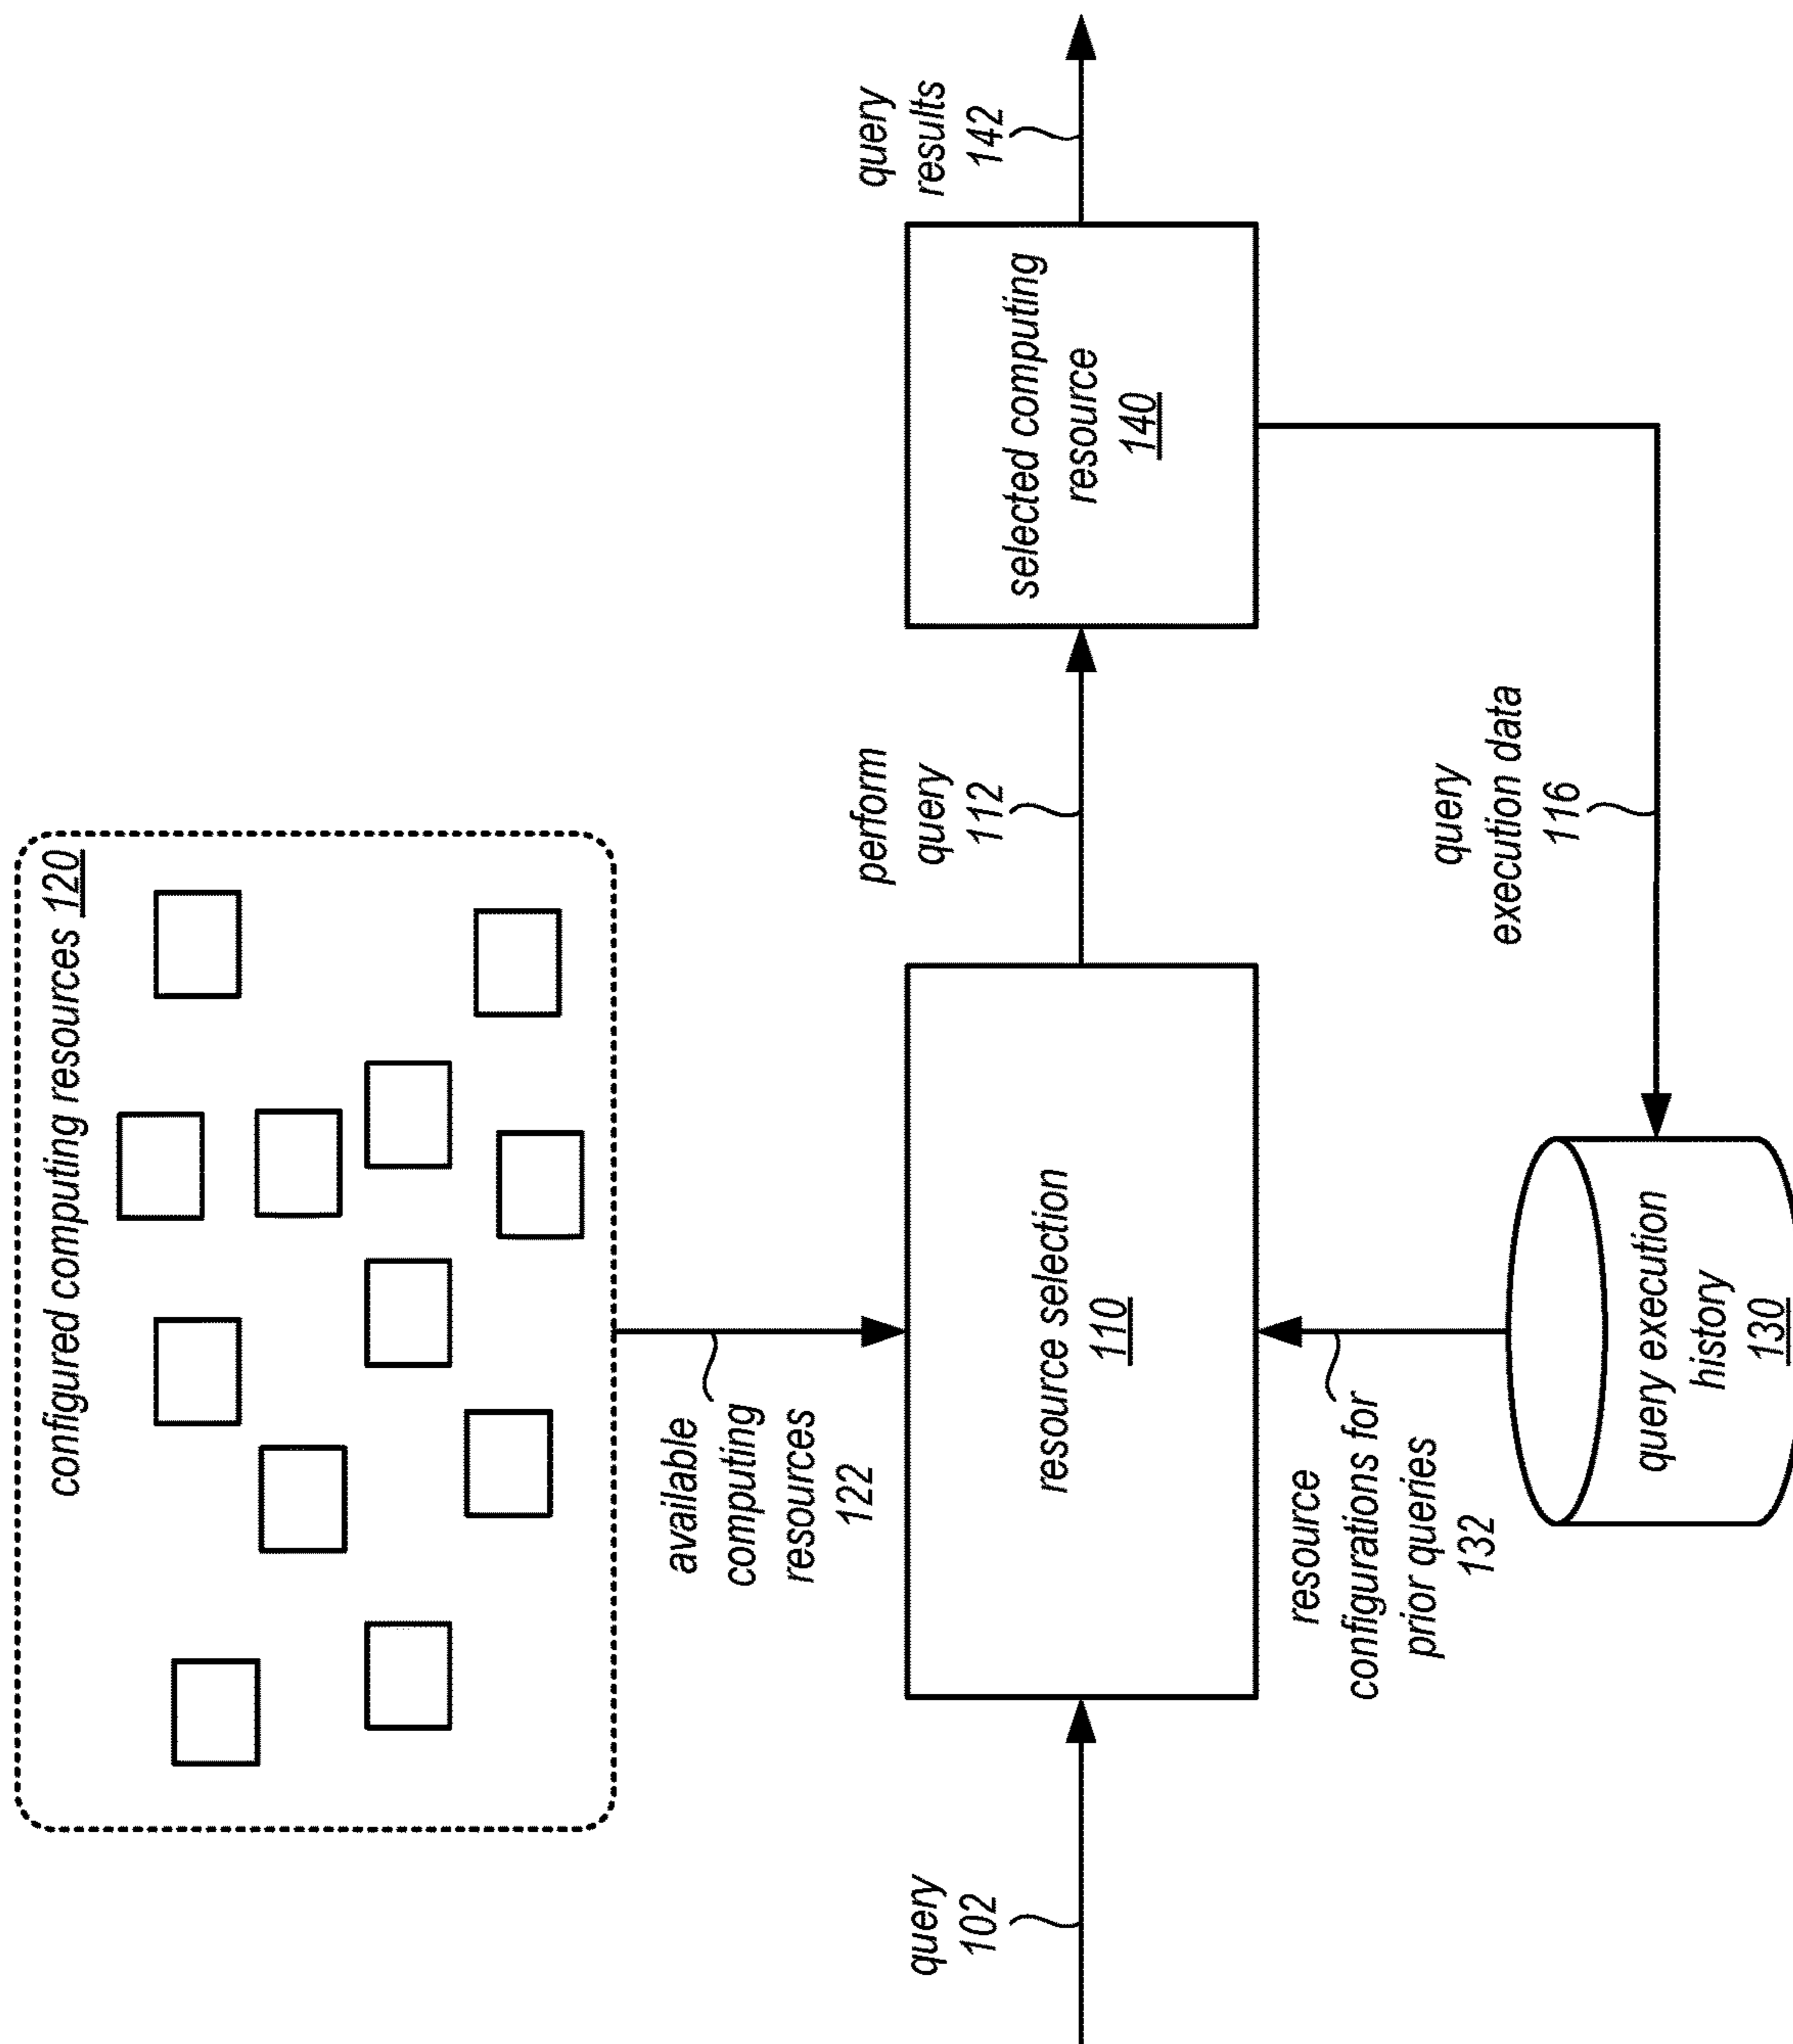 configured computing resources 120
available
computing
resources
122
query
102
resource selection
110
perform
query
112
selected computing
resource
140
query
results
142
resource
configurations for
prior queries
132
query execution
history
130
query
execution data
116